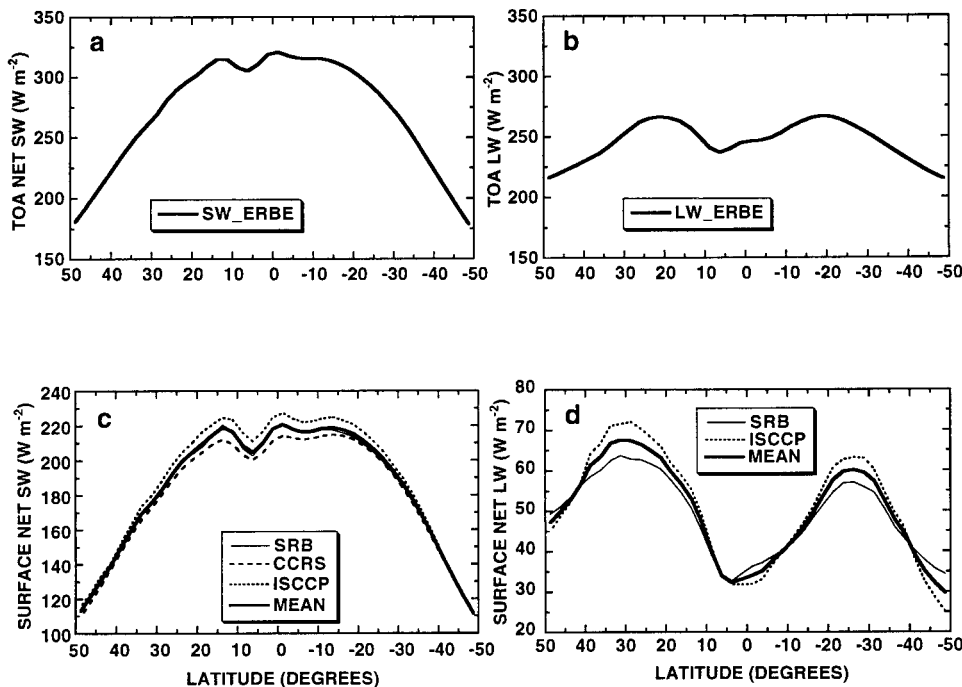 a
TOA NET SW (W m-2)
350
300
250
200
150
SW_ERBE
50 40 30 20 10 0 -10 -20 -30 -40 -50
b
TOA LW (W m-2)
350
300
250
200
150
LW_ERBE
50 40 30 20 10 0 -10 -20 -30 -40 -50
c
SURFACE NET SW (W m-2)
240
220
200
180
160
140
120
100
SRB
CCRS
ISCCP
MEAN
50 40 30 20 10 0 -10 -20 -30 -40 -50
LATITUDE (DEGREES)
d
SURFACE NET LW (W m-2)
80
70
60
50
40
30
20
SRB
ISCCP
MEAN
50 40 30 20 10 0 -10 -20 -30 -40 -50
LATITUDE (DEGREES)